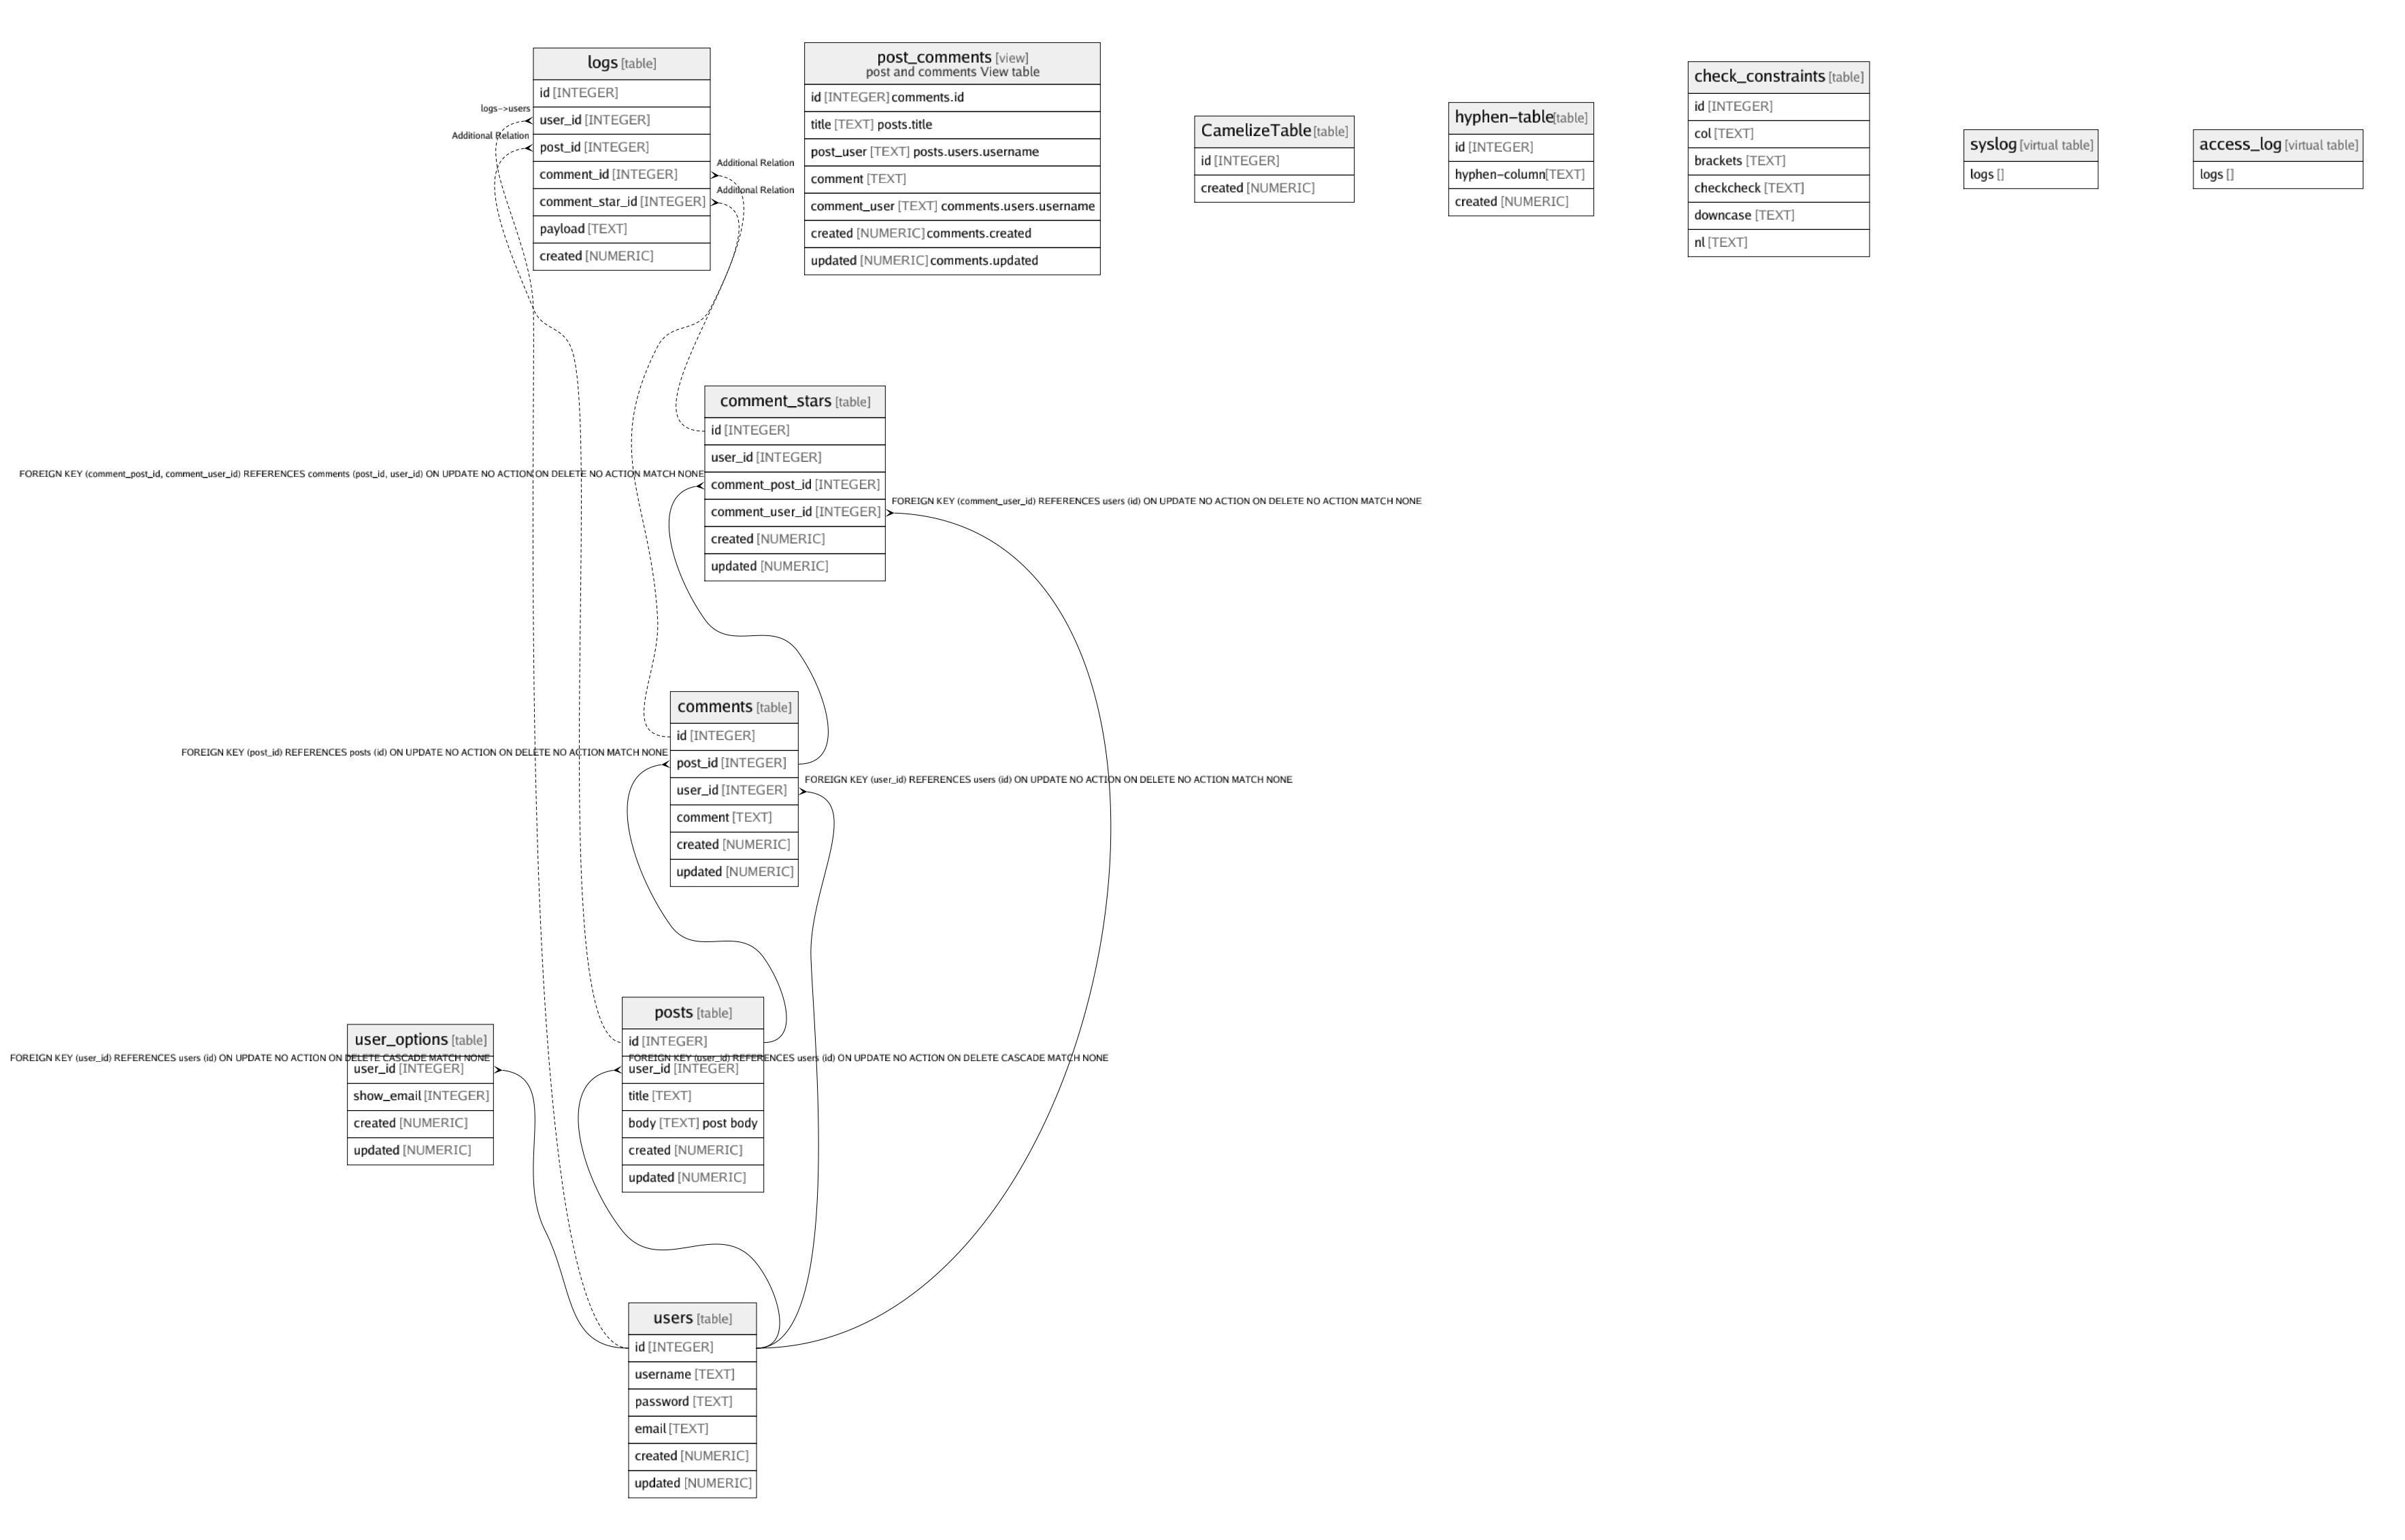 logs [table]
id [INTEGER]
logs->users
user_id [INTEGER]
Additional Relation
post_id [INTEGER]
Additional Relation
comment_id [INTEGER]
Additional Relation
comment_star_id [INTEGER]
payload [TEXT]
created [NUMERIC]
post_comments [view]
post and comments View table
id [INTEGER] comments.id
title [TEXT] posts.title
post_user [TEXT] posts.users.username
comment [TEXT]
comment_user [TEXT] comments.users.username
created [NUMERIC] comments.created
updated [NUMERIC] comments.updated
CamelizeTable [table]
id [INTEGER]
created [NUMERIC]
hyphen-table [table]
id [INTEGER]
hyphen-column [TEXT]
created [NUMERIC]
check_constraints [table]
id [INTEGER]
col [TEXT]
brackets [TEXT]
checkcheck [TEXT]
downcase [TEXT]
nl [TEXT]
syslog [virtual table]
logs []
access_log [virtual table]
logs []
comment_stars [table]
id [INTEGER]
user_id [INTEGER]
FOREIGN KEY (comment_post_id, comment_user_id) REFERENCES comments (post_id, user_id) ON UPDATE NO ACTION ON DELETE NO ACTION MATCH NONE
comment_post_id [INTEGER]
FOREIGN KEY (comment_user_id) REFERENCES users (id) ON UPDATE NO ACTION ON DELETE NO ACTION MATCH NONE
comment_user_id [INTEGER]
created [NUMERIC]
updated [NUMERIC]
comments [table]
id [INTEGER]
FOREIGN KEY (post_id) REFERENCES posts (id) ON UPDATE NO ACTION ON DELETE NO ACTION MATCH NONE
post_id [INTEGER]
FOREIGN KEY (user_id) REFERENCES users (id) ON UPDATE NO ACTION ON DELETE NO ACTION MATCH NONE
user_id [INTEGER]
comment [TEXT]
created [NUMERIC]
updated [NUMERIC]
user_options [table]
FOREIGN KEY (user_id) REFERENCES users (id) ON UPDATE NO ACTION ON DELETE CASCADE MATCH NONE
user_id [INTEGER]
show_email [INTEGER]
created [NUMERIC]
updated [NUMERIC]
posts [table]
id [INTEGER]
FOREIGN KEY (user_id) REFERENCES users (id) ON UPDATE NO ACTION ON DELETE CASCADE MATCH NONE
user_id [INTEGER]
title [TEXT]
body [TEXT] post body
created [NUMERIC]
updated [NUMERIC]
users [table]
id [INTEGER]
username [TEXT]
password [TEXT]
email [TEXT]
created [NUMERIC]
updated [NUMERIC]